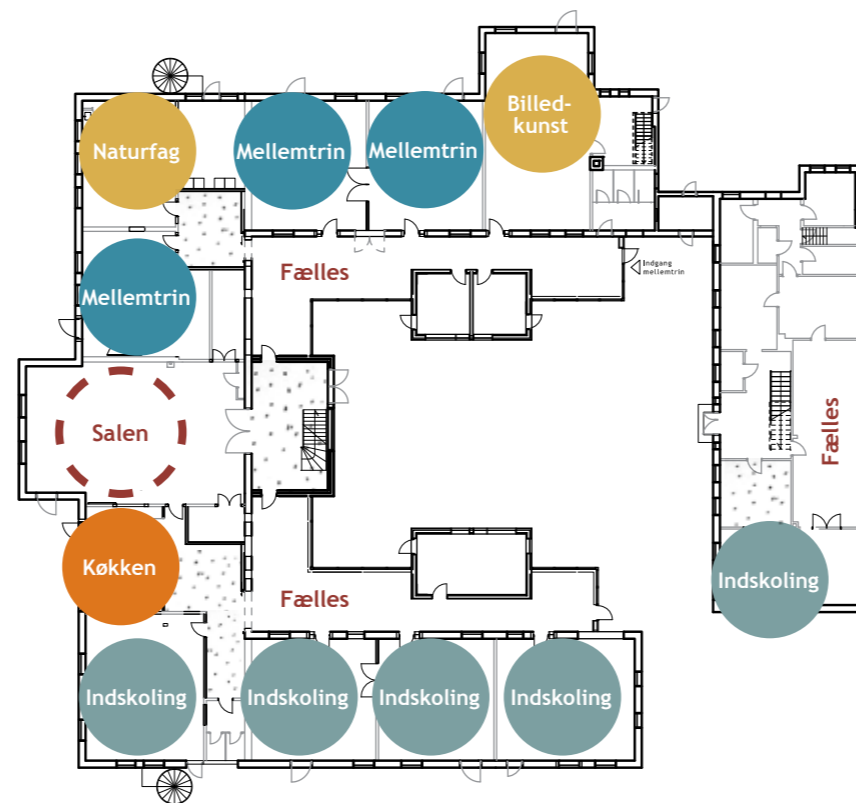 Billed-
kunst
Naturfag
Mellemtrin
Mellemtrin
Fælles
Indgang
mellemtrin
Mellemtrin
Salen
Fælles
Køkken
Indskoling
Fælles
Indskoling
Indskoling
Indskoling
Indskoling